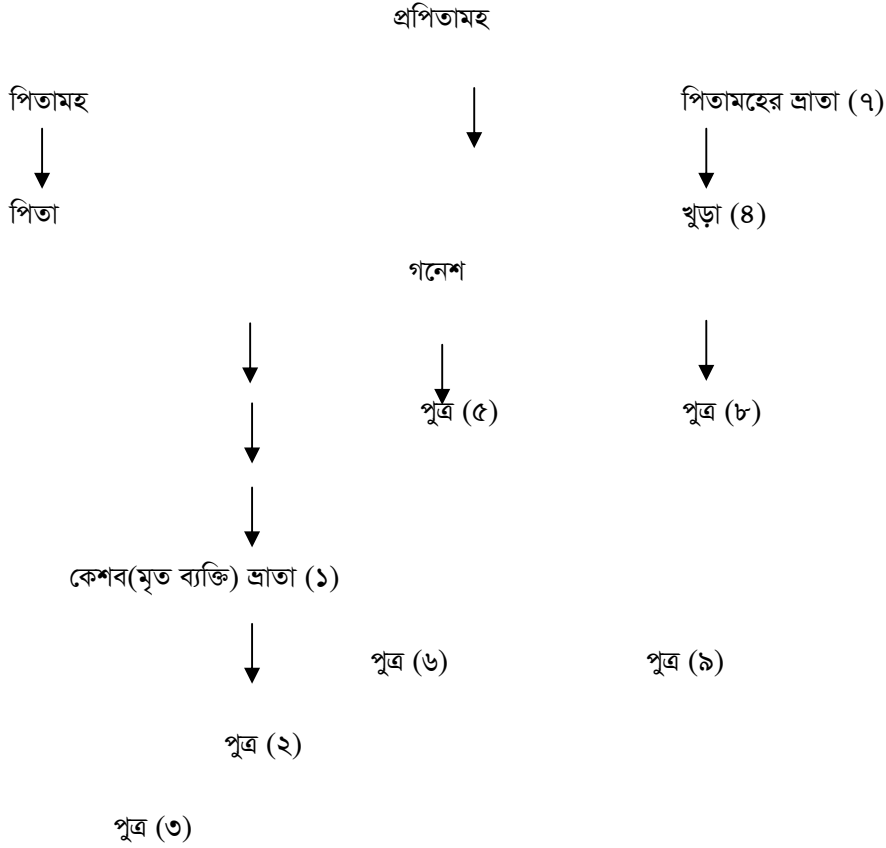 প্রপিতামহ
পিতামহ পিতামহের ভ্রাতা (৭)
পিতা খুড়া (৪)
গনেশ
পুত্র (৫) পুত্র (৮)
কেশব(মৃত ব্যক্তি) ভ্রাতা (১)
পুত্র (৬) পুত্র (৯)
পুত্র (২)
পুত্র (৩)